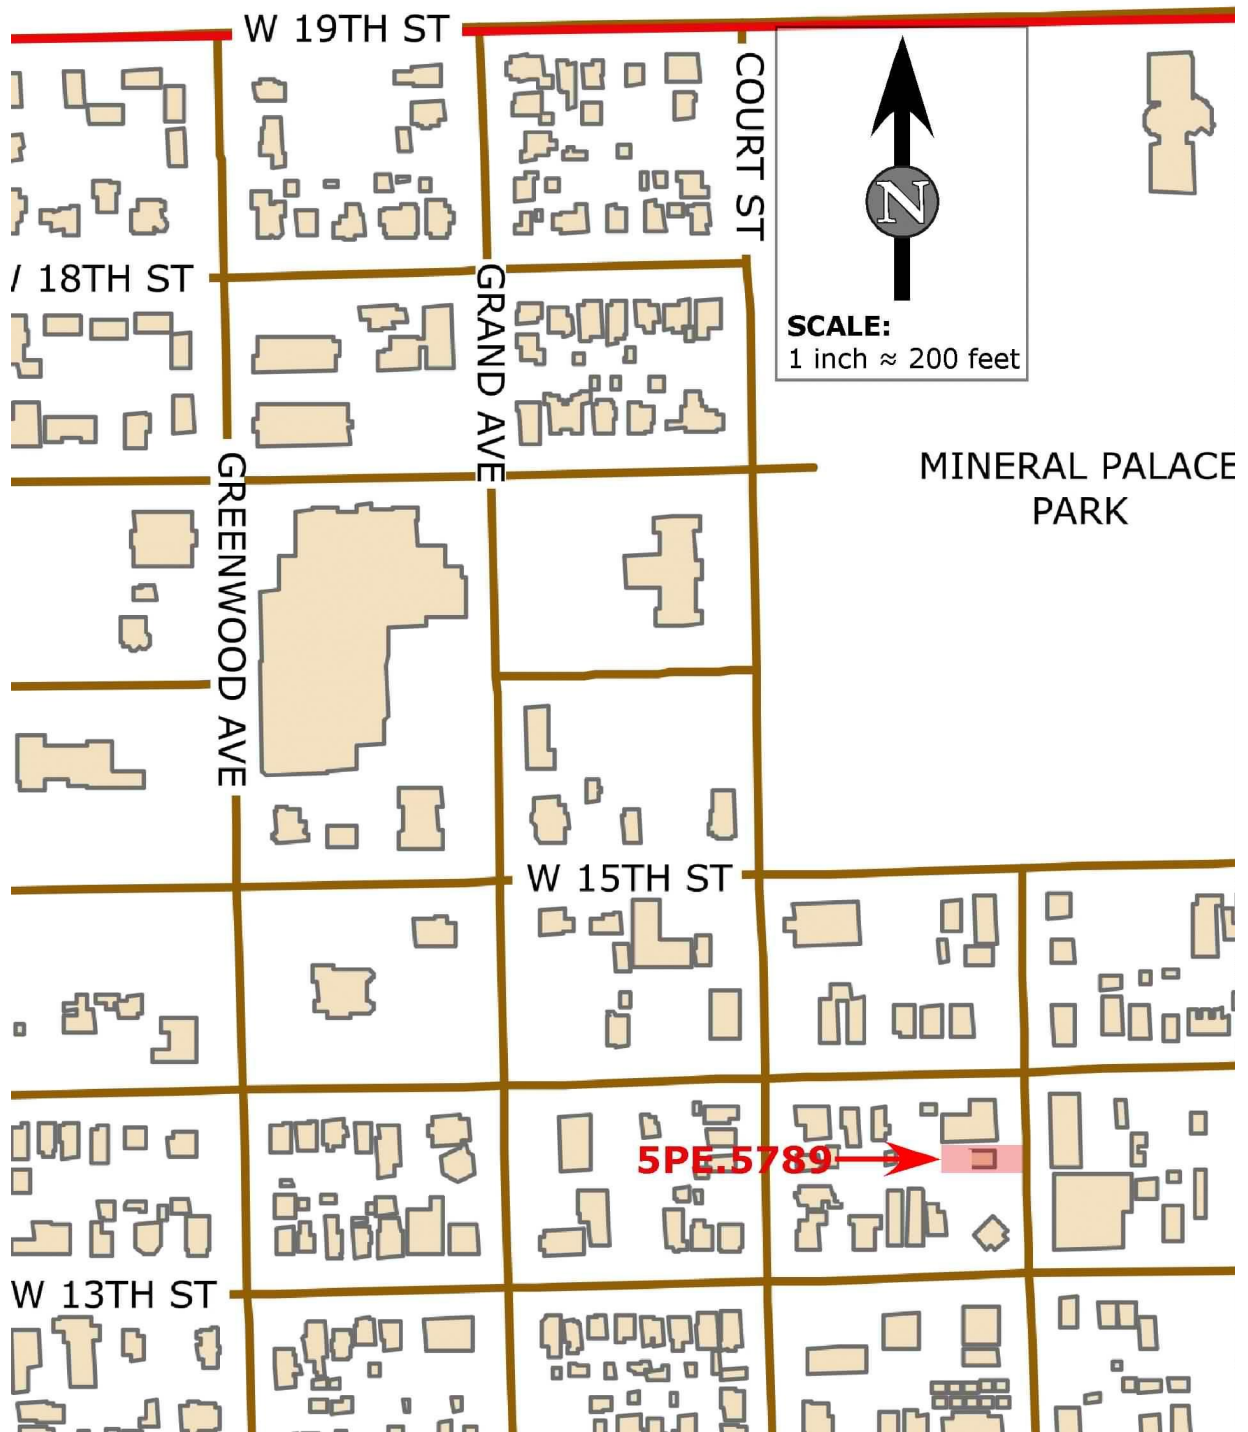 W 19TH ST
COURT ST
N
W 18TH ST
GRAND AVE
SCALE:
1 inch ≈ 200 feet
GREENWOOD AVE
MINERAL PALACE
PARK
W 15TH ST
5PE.5789
W 13TH ST